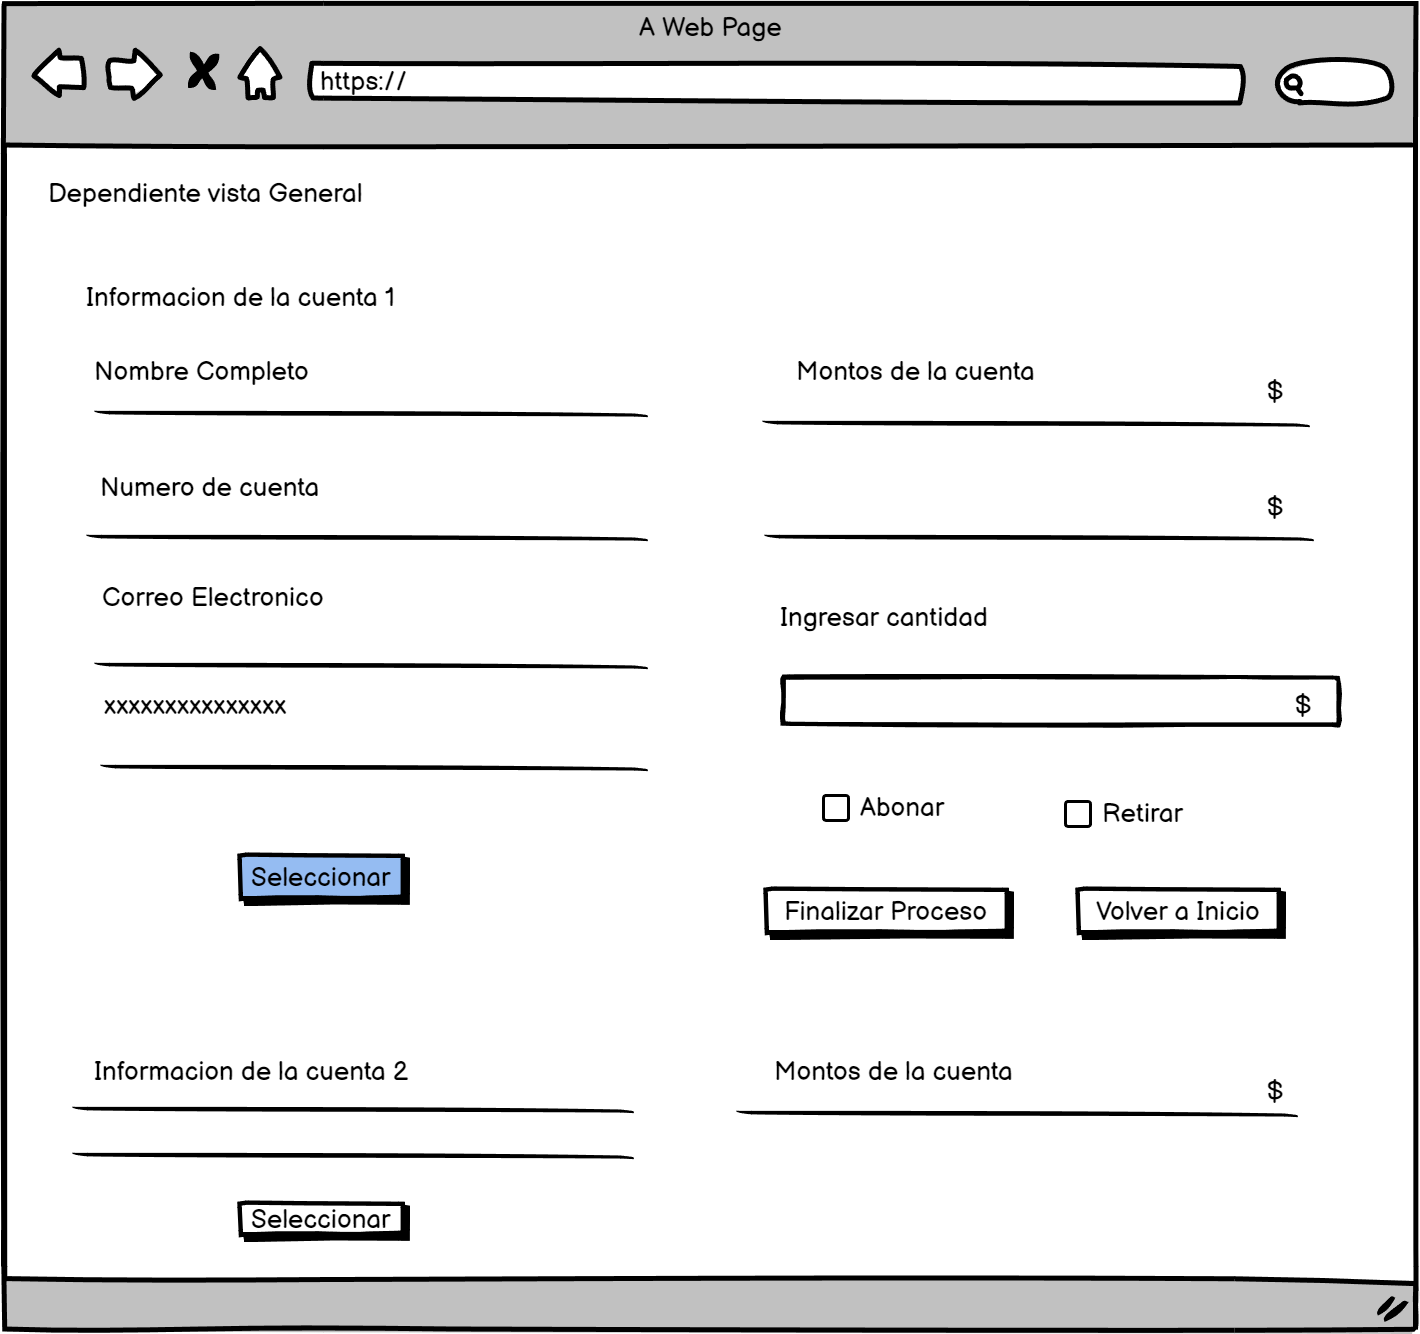 A Web Page
https://
Dependiente vista General
Informacion de la cuenta 1
Nombre Completo
Montos de la cuenta
$
Numero de cuenta
$
Correo Electronico
Ingresar cantidad
xxxxxxxxxxxxxxx
$
Abonar
Retirar
Seleccionar
Finalizar Proceso
Volver a Inicio
Informacion de la cuenta 2
Montos de la cuenta
$
Seleccionar